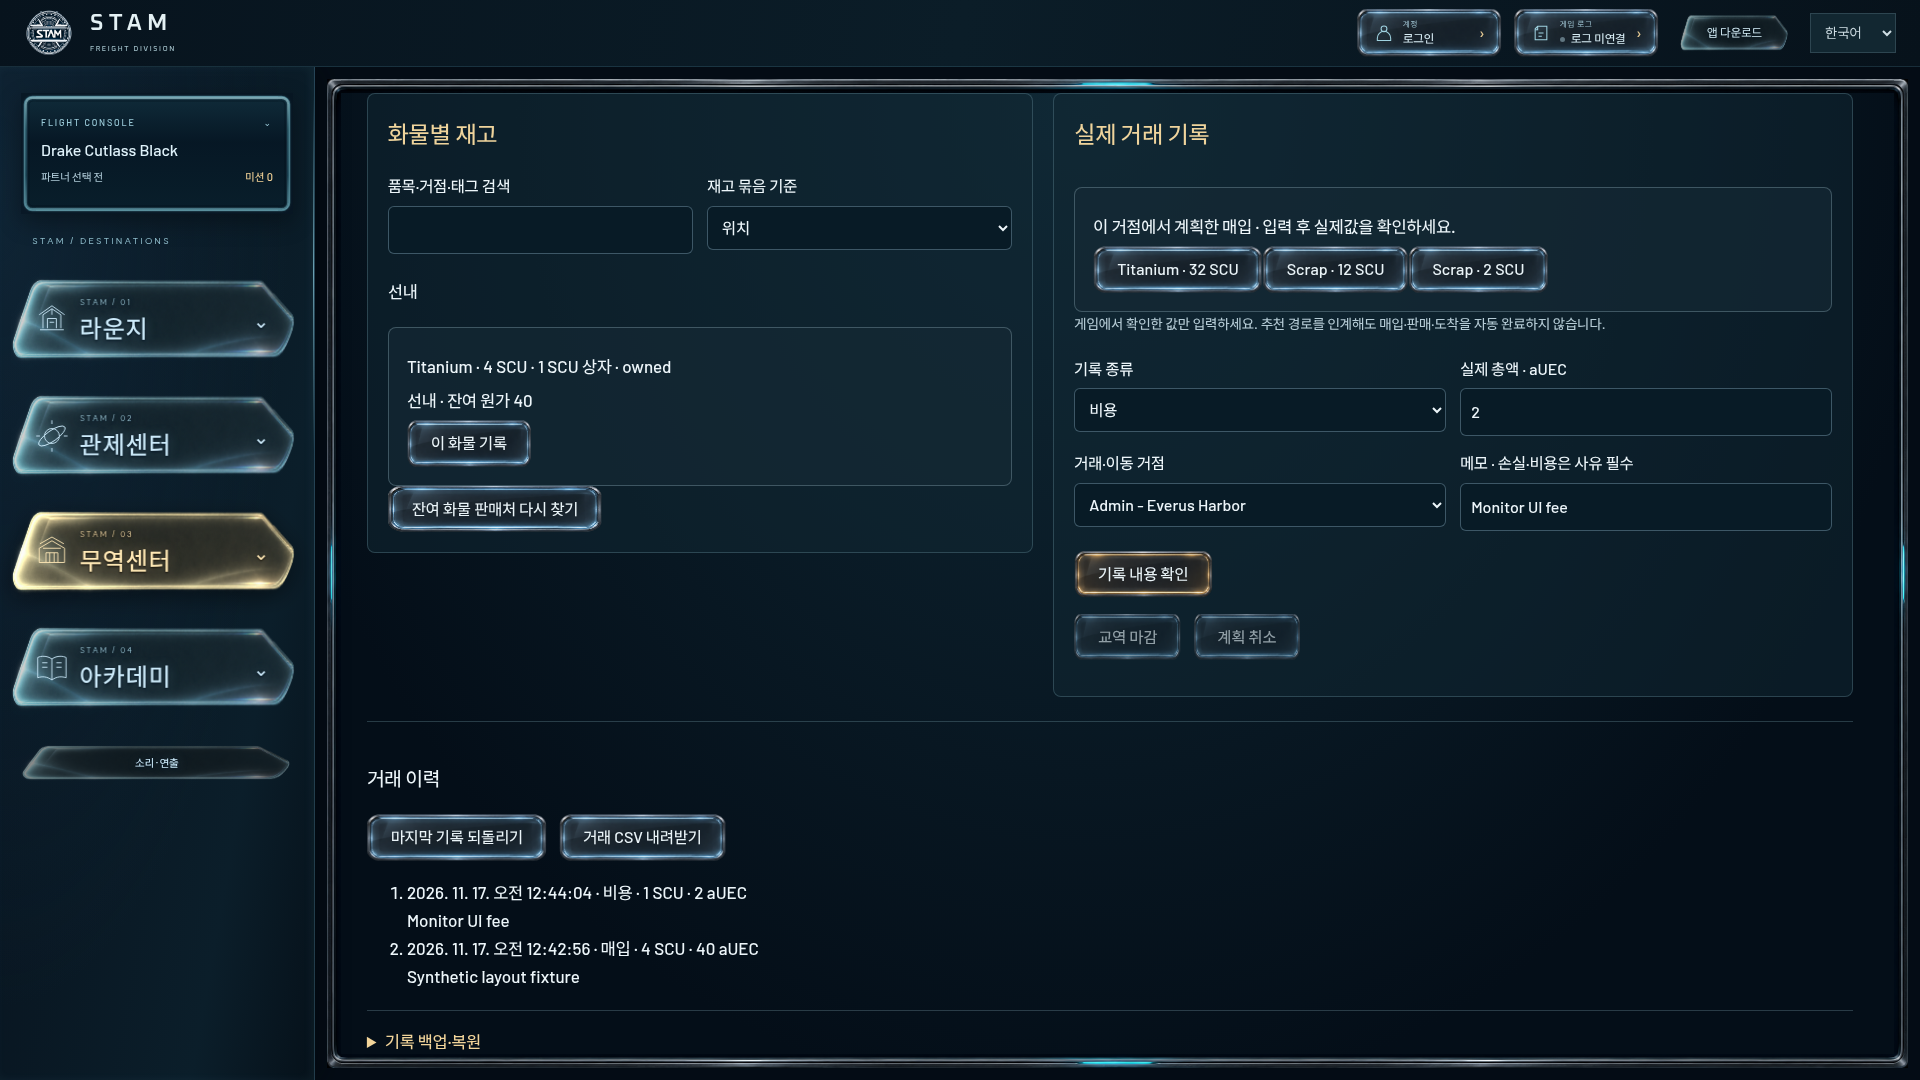 STAM
FREIGHT DIVISION
계정
로그인
게임 로그
로그 미연결
앱 다운로드
한국어
FLIGHT CONSOLE
Drake Cutlass Black
파트너 선택 전
미션 0
STAM / DESTINATIONS
STAM / 01
라운지
STAM / 02
관제센터
STAM / 03
무역센터
STAM / 04
아카데미
소리·연출
화물별 재고
품목·거점·태그 검색
재고 묶음 기준
위치
선내
Titanium · 4 SCU · 1 SCU 상자 · owned
선내 · 잔여 원가 40
이 화물 기록
잔여 화물 판매처 다시 찾기
실제 거래 기록
이 거점에서 계획한 매입 · 입력 후 실제값을 확인하세요.
Titanium · 32 SCU
Scrap · 12 SCU
Scrap · 2 SCU
게임에서 확인한 값만 입력하세요. 추천 경로를 인계해도 매입·판매·도착을 자동 완료하지 않습니다.
기록 종류
실제 총액 · aUEC
비용
2
거래·이동 거점
메모 · 손실·비용은 사유 필수
Admin - Everus Harbor
Monitor UI fee
기록 내용 확인
교역 마감
계획 취소
거래 이력
마지막 기록 되돌리기
거래 CSV 내려받기
1. 2026. 11. 17. 오전 12:44:04 · 비용 · 1 SCU · 2 aUEC
Monitor UI fee
2. 2026. 11. 17. 오전 12:42:56 · 매입 · 4 SCU · 40 aUEC
Synthetic layout fixture
기록 백업·복원